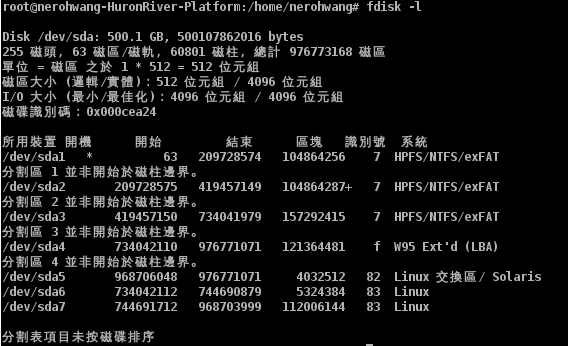 root@nerohwang-HuronRiver-Platform:/home/nerohwang# fdisk -l
Disk /dev/sda: 500.1 GB, 500107862016 bytes
255 磁頭, 63 磁區/磁軌, 60801 磁柱, 總計 976773168 磁區
單位 = 磁區 之於 1 * 512 = 512 位元組
磁區大小 (邏輯/實體)：512 位元組 / 4096 位元組
I/O 大小 (最小/最佳化)：4096 位元組 / 4096 位元組
磁碟識別碼：0x000cea24
所用裝置 開機 開始 結束 區塊 識別號 系統
/dev/sda1 * 63 209728574 104864256 7 HPFS/NTFS/exFAT
分割區 1 並非開始於磁柱邊界。
/dev/sda2 209728575 419457149 104864287+ 7 HPFS/NTFS/exFAT
分割區 2 並非開始於磁柱邊界。
/dev/sda3 419457150 734041979 157292415 7 HPFS/NTFS/exFAT
分割區 3 並非開始於磁柱邊界。
/dev/sda4 734042110 976771071 121364481 f W95 Ext'd (LBA)
分割區 4 並非開始於磁柱邊界。
/dev/sda5 968706048 976771071 4032512 82 Linux 交換區/ Solaris
/dev/sda6 734042112 744690879 5324384 83 Linux
/dev/sda7 744691712 968703999 112006144 83 Linux
分割表項目未按磁碟排序